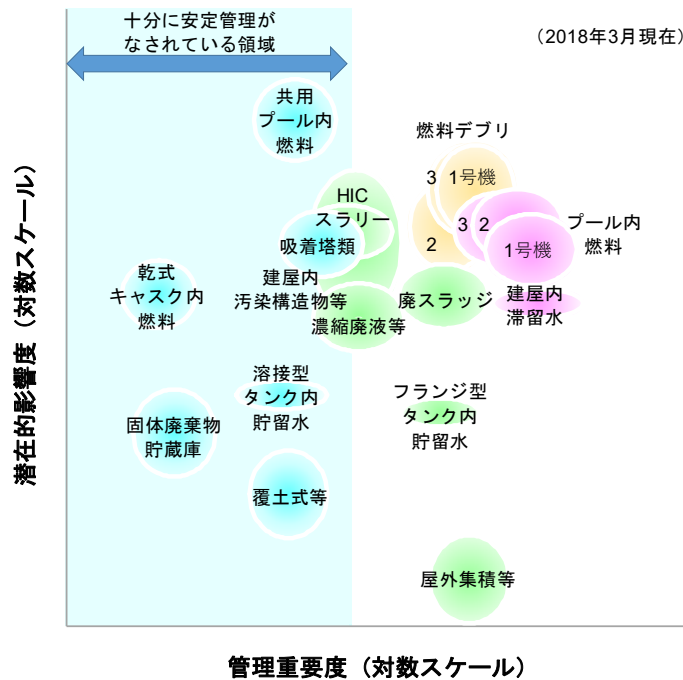 十分に安定管理が
なされている領域
（2018年3月現在）
共用
プール内
燃料
燃料デブリ
3
1号機
2
HIC
スラリー
吸着塔類
3
2
1号機
プール内
燃料
乾式
キャスク内
燃料
建屋内
汚染構造物等
濃縮廃液等
廃スラッジ
建屋内
滞留水
溶接型
タンク内
貯留水
フランジ型
タンク内
貯留水
固体廃棄物
貯蔵庫
覆土式等
屋外集積等
潜在的影響度（対数スケール）
管理重要度（対数スケール）